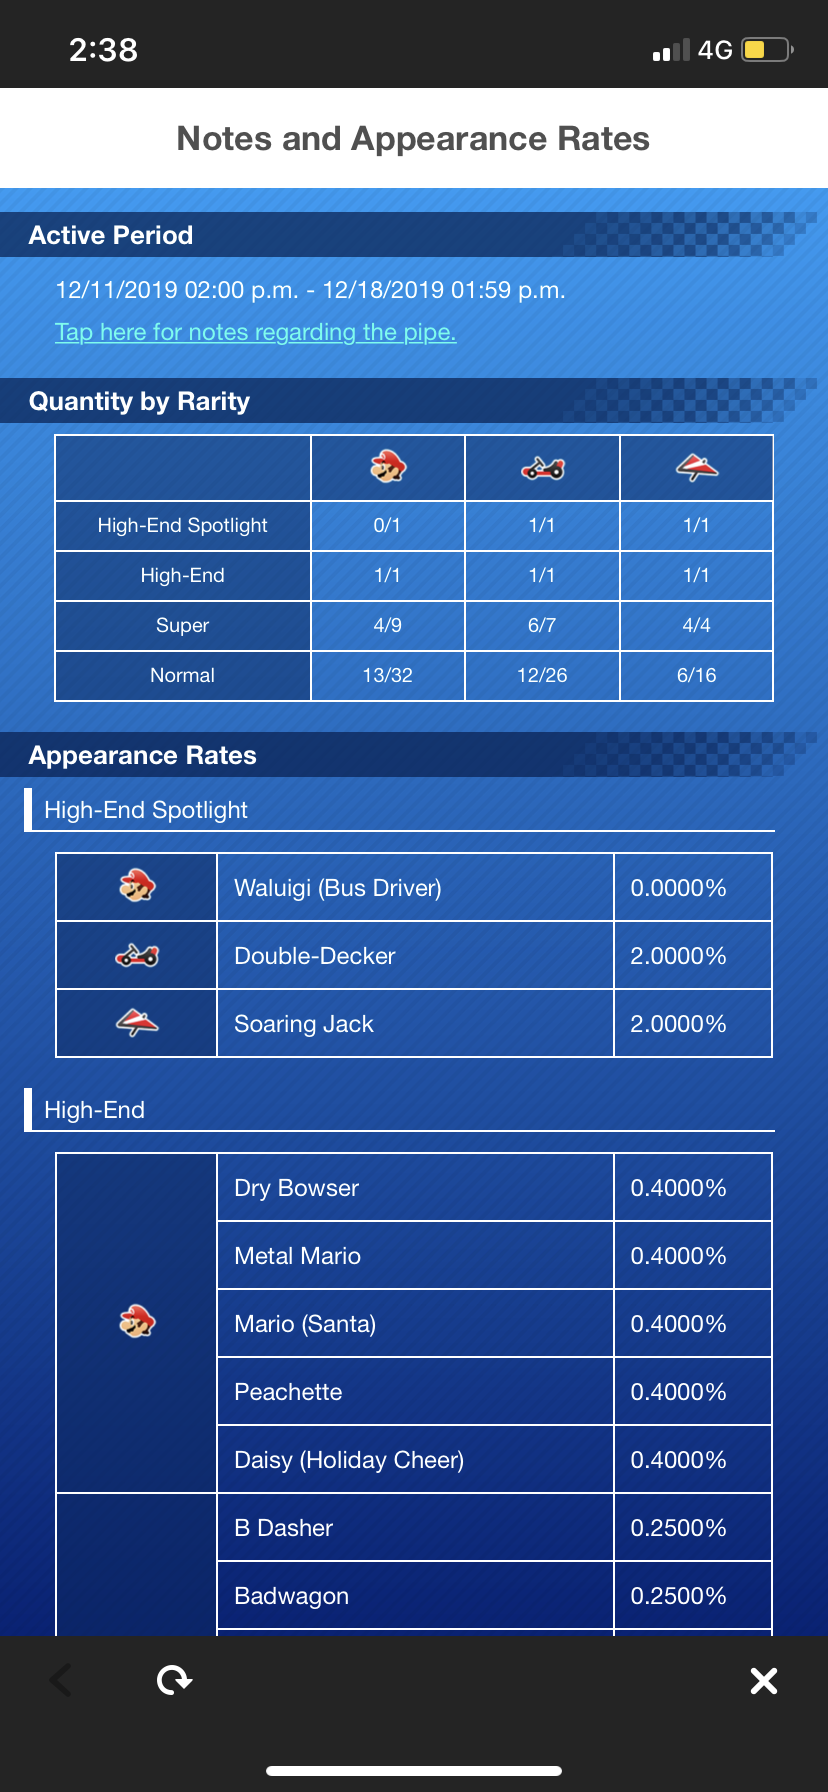 2:38
4G
Notes and Appearance Rates
Active Period
12/11/2019 02:00 p.m. - 12/18/2019 01:59 p.m.
Tap here for notes regarding the pipe.
Quantity by Rarity
High-End Spotlight 0/1 1/1 1/1
High-End 1/1 1/1 1/1
Super 4/9 6/7 4/4
Normal 13/32 12/26 6/16
Appearance Rates
High-End Spotlight
Waluigi (Bus Driver) 0.0000%
Double-Decker 2.0000%
Soaring Jack 2.0000%
High-End
Dry Bowser 0.4000%
Metal Mario 0.4000%
Mario (Santa) 0.4000%
Peachette 0.4000%
Daisy (Holiday Cheer) 0.4000%
B Dasher 0.2500%
Badwagon 0.2500%